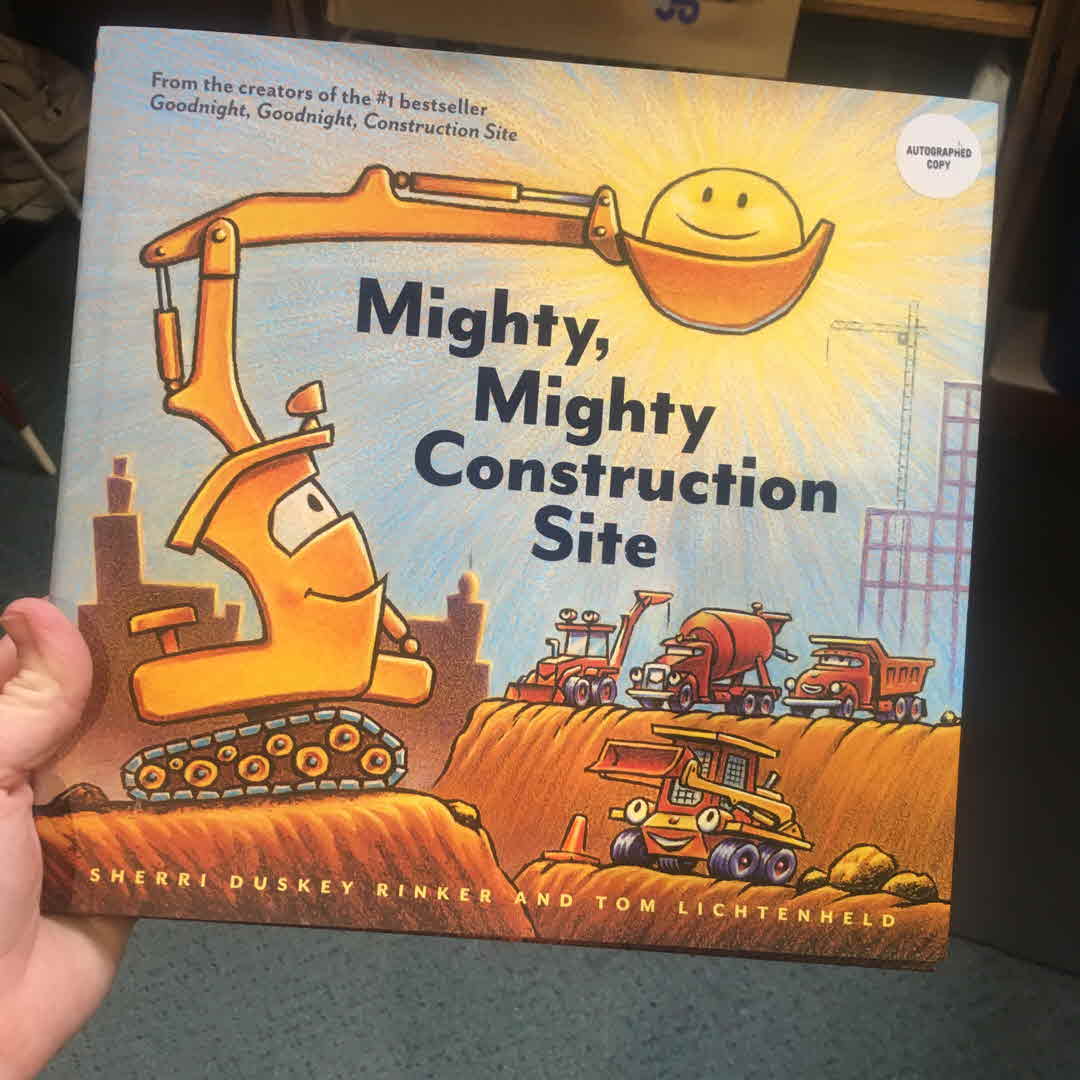 From the creators of the #1 bestseller
Goodnight, Goodnight, Construction Site
AUTOGRAPHED
COPY
Mighty,
Mighty
Construction
Site
SHERRI DUSKEY RINKER AND TOM LICHTENHELD